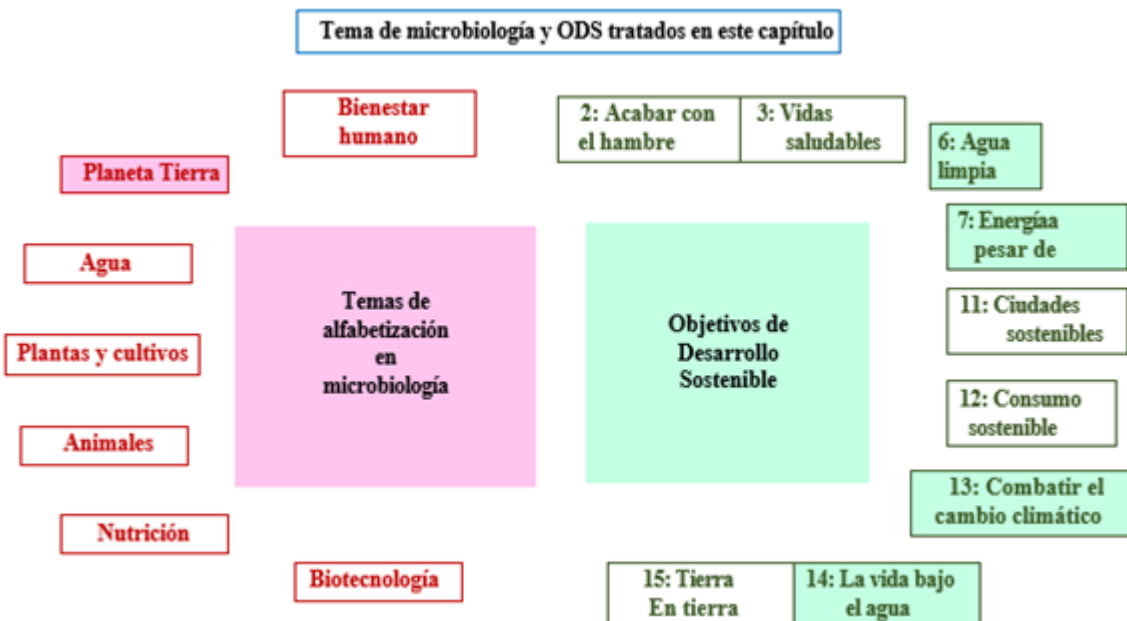 Tema de microbiología y ODS tratados en este capítulo
Bienestar
humano
2: Acabar con
el hambre
3: Vidas
saludables
6: Agua
limpia
Planeta Tierra
7: Energíaa
pesar de
Agua
11: Ciudades
sostenibles
Temas de
alfabetización
en
microbiología
Objetivos de
Desarrollo
Sostenible
Plantas y cultivos
12: Consumo
sostenible
Animales
13: Combatir el
cambio climático
Nutrición
Biotecnología
15: Tierra
En tierra
14: La vida bajo
el agua